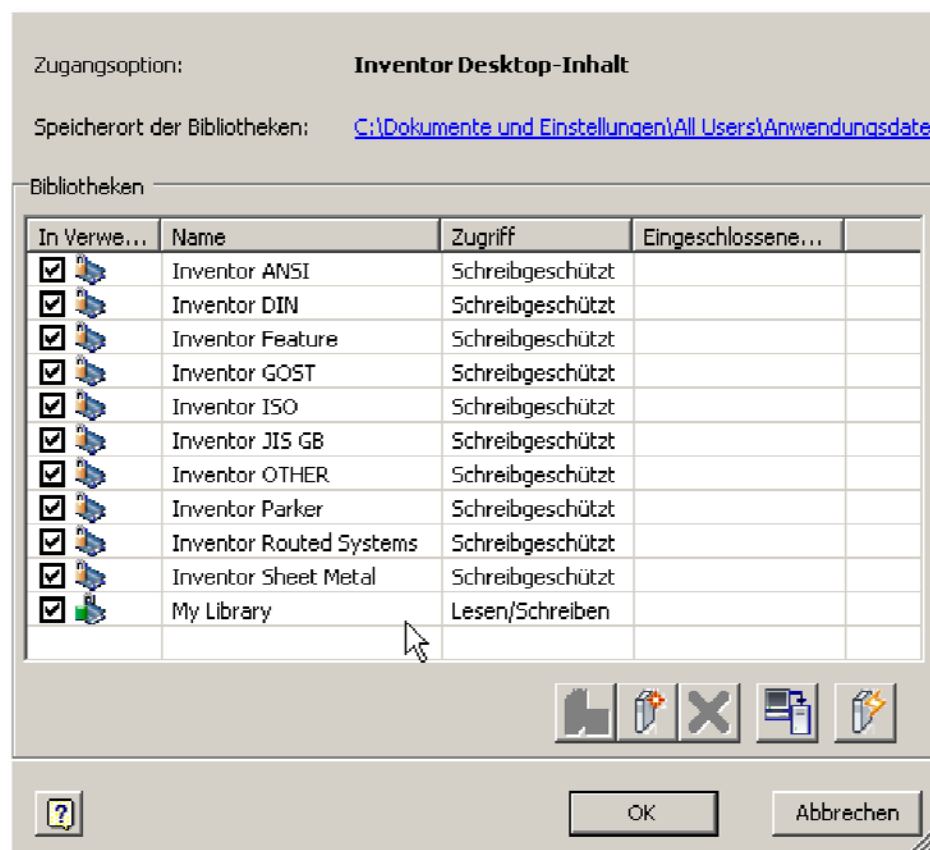 Zugangsoption: Inventor Desktop-Inhalt
Speicherort der Bibliotheken: C:\Dokumente und Einstellungen\All Users\Anwendungsdate
Bibliotheken
In Verwe... Name Zugriff Eingeschlossene...
Inventor ANSI Schreibgeschützt
Inventor DIN Schreibgeschützt
Inventor Feature Schreibgeschützt
Inventor GOST Schreibgeschützt
Inventor ISO Schreibgeschützt
Inventor JIS GB Schreibgeschützt
Inventor OTHER Schreibgeschützt
Inventor Parker Schreibgeschützt
Inventor Routed Systems Schreibgeschützt
Inventor Sheet Metal Schreibgeschützt
My Library Lesen/Schreiben
? OK Abbrechen